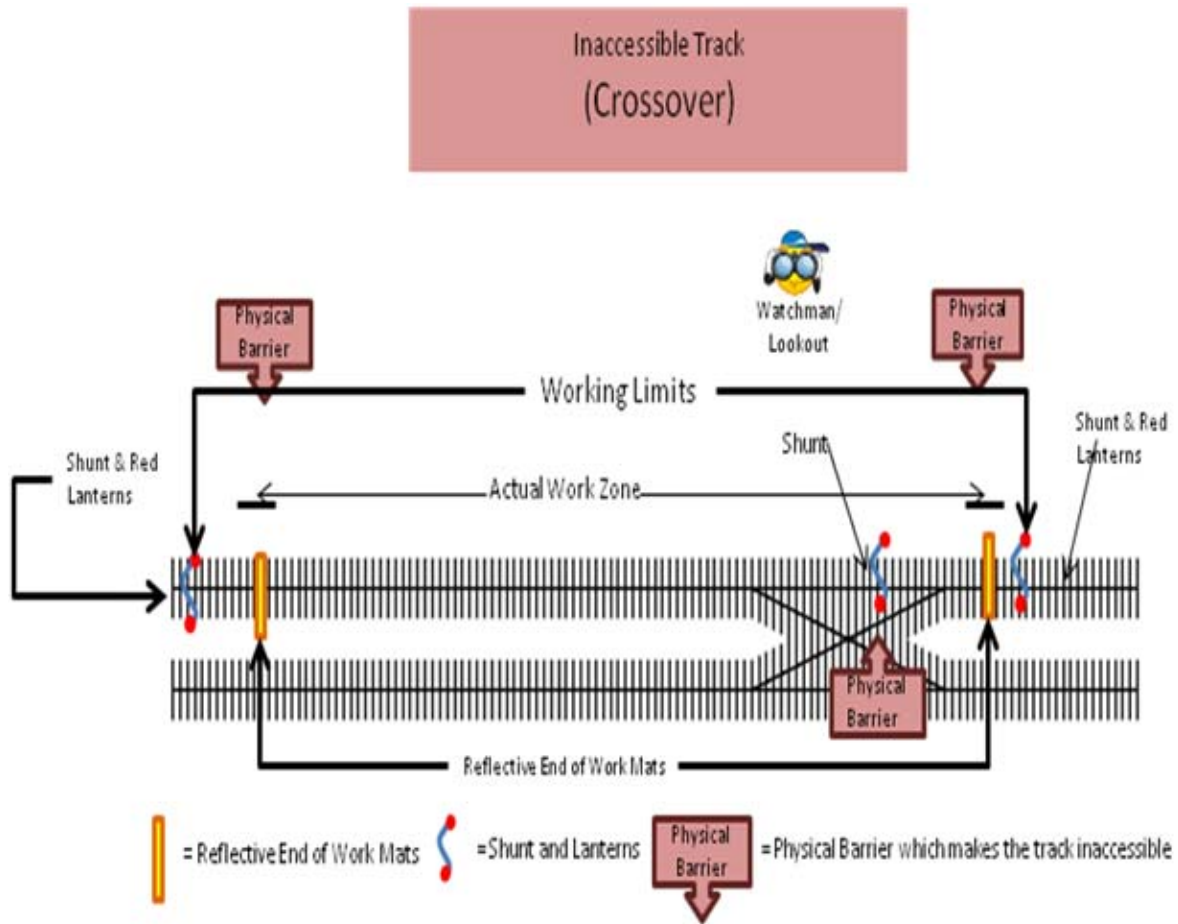 Inaccessible Track
(Crossover)
Watchman/
Lookout
Physical
Barrier
Physical
Barrier
Working Limits
Shunt & Red
Lanterns
Shunt
Shunt & Red
Lanterns
Actual Work Zone
Physical
Barrier
Reflective End of Work Mats
= Reflective End of Work Mats
=Shunt and Lanterns
Physical
Barrier
=Physical Barrier which makes the track inaccessible